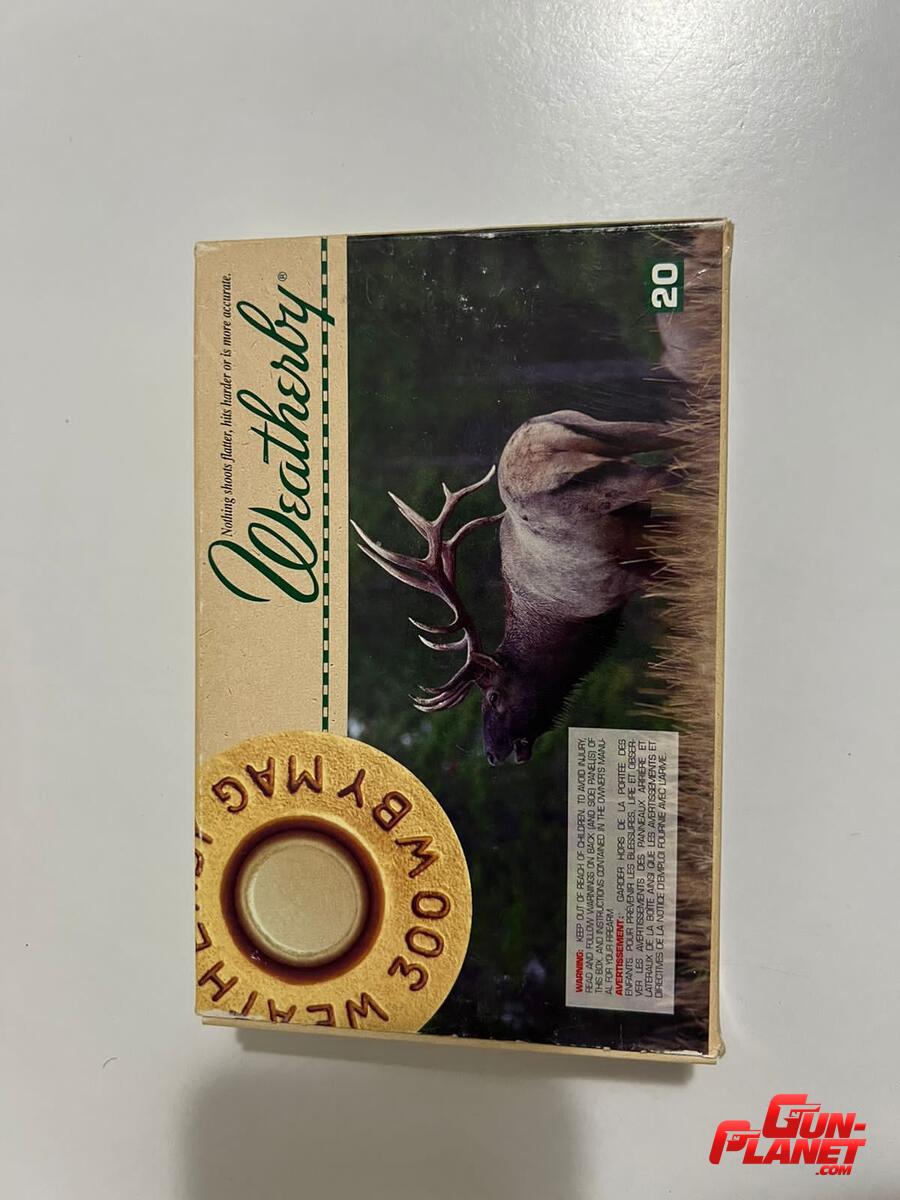 Nothing shoots flatter, hits harder or is more accurate.
Weatherby®
20
WEATHERBY
300 WBY MAG
WARNING: KEEP OUT OF REACH OF CHILDREN. TO AVOID INJURY,
READ AND FOLLOW WARNINGS ON BACK (AND SIDE) PANEL(S) OF
THIS BOX, AND INSTRUCTIONS CONTAINED IN THE OWNER'S MANU-
AL FOR YOUR FIREARM.
AVERTISSEMENT: GARDER HORS DE LA PORTÉE DES
ENFANTS. POUR PRÉVENIR LES BLESSURES, LIRE ET OBSER-
VER LES AVERTISSEMENTS DES PANNEAUX ARRIÈRE ET
LATÉRAUX DE LA BOÎTE AINSI QUE LES AVERTISSEMENTS ET
DIRECTIVES DE LA NOTICE D'EMPLOI FOURNIE AVEC L'ARME.
GUN-
PLANET
.COM